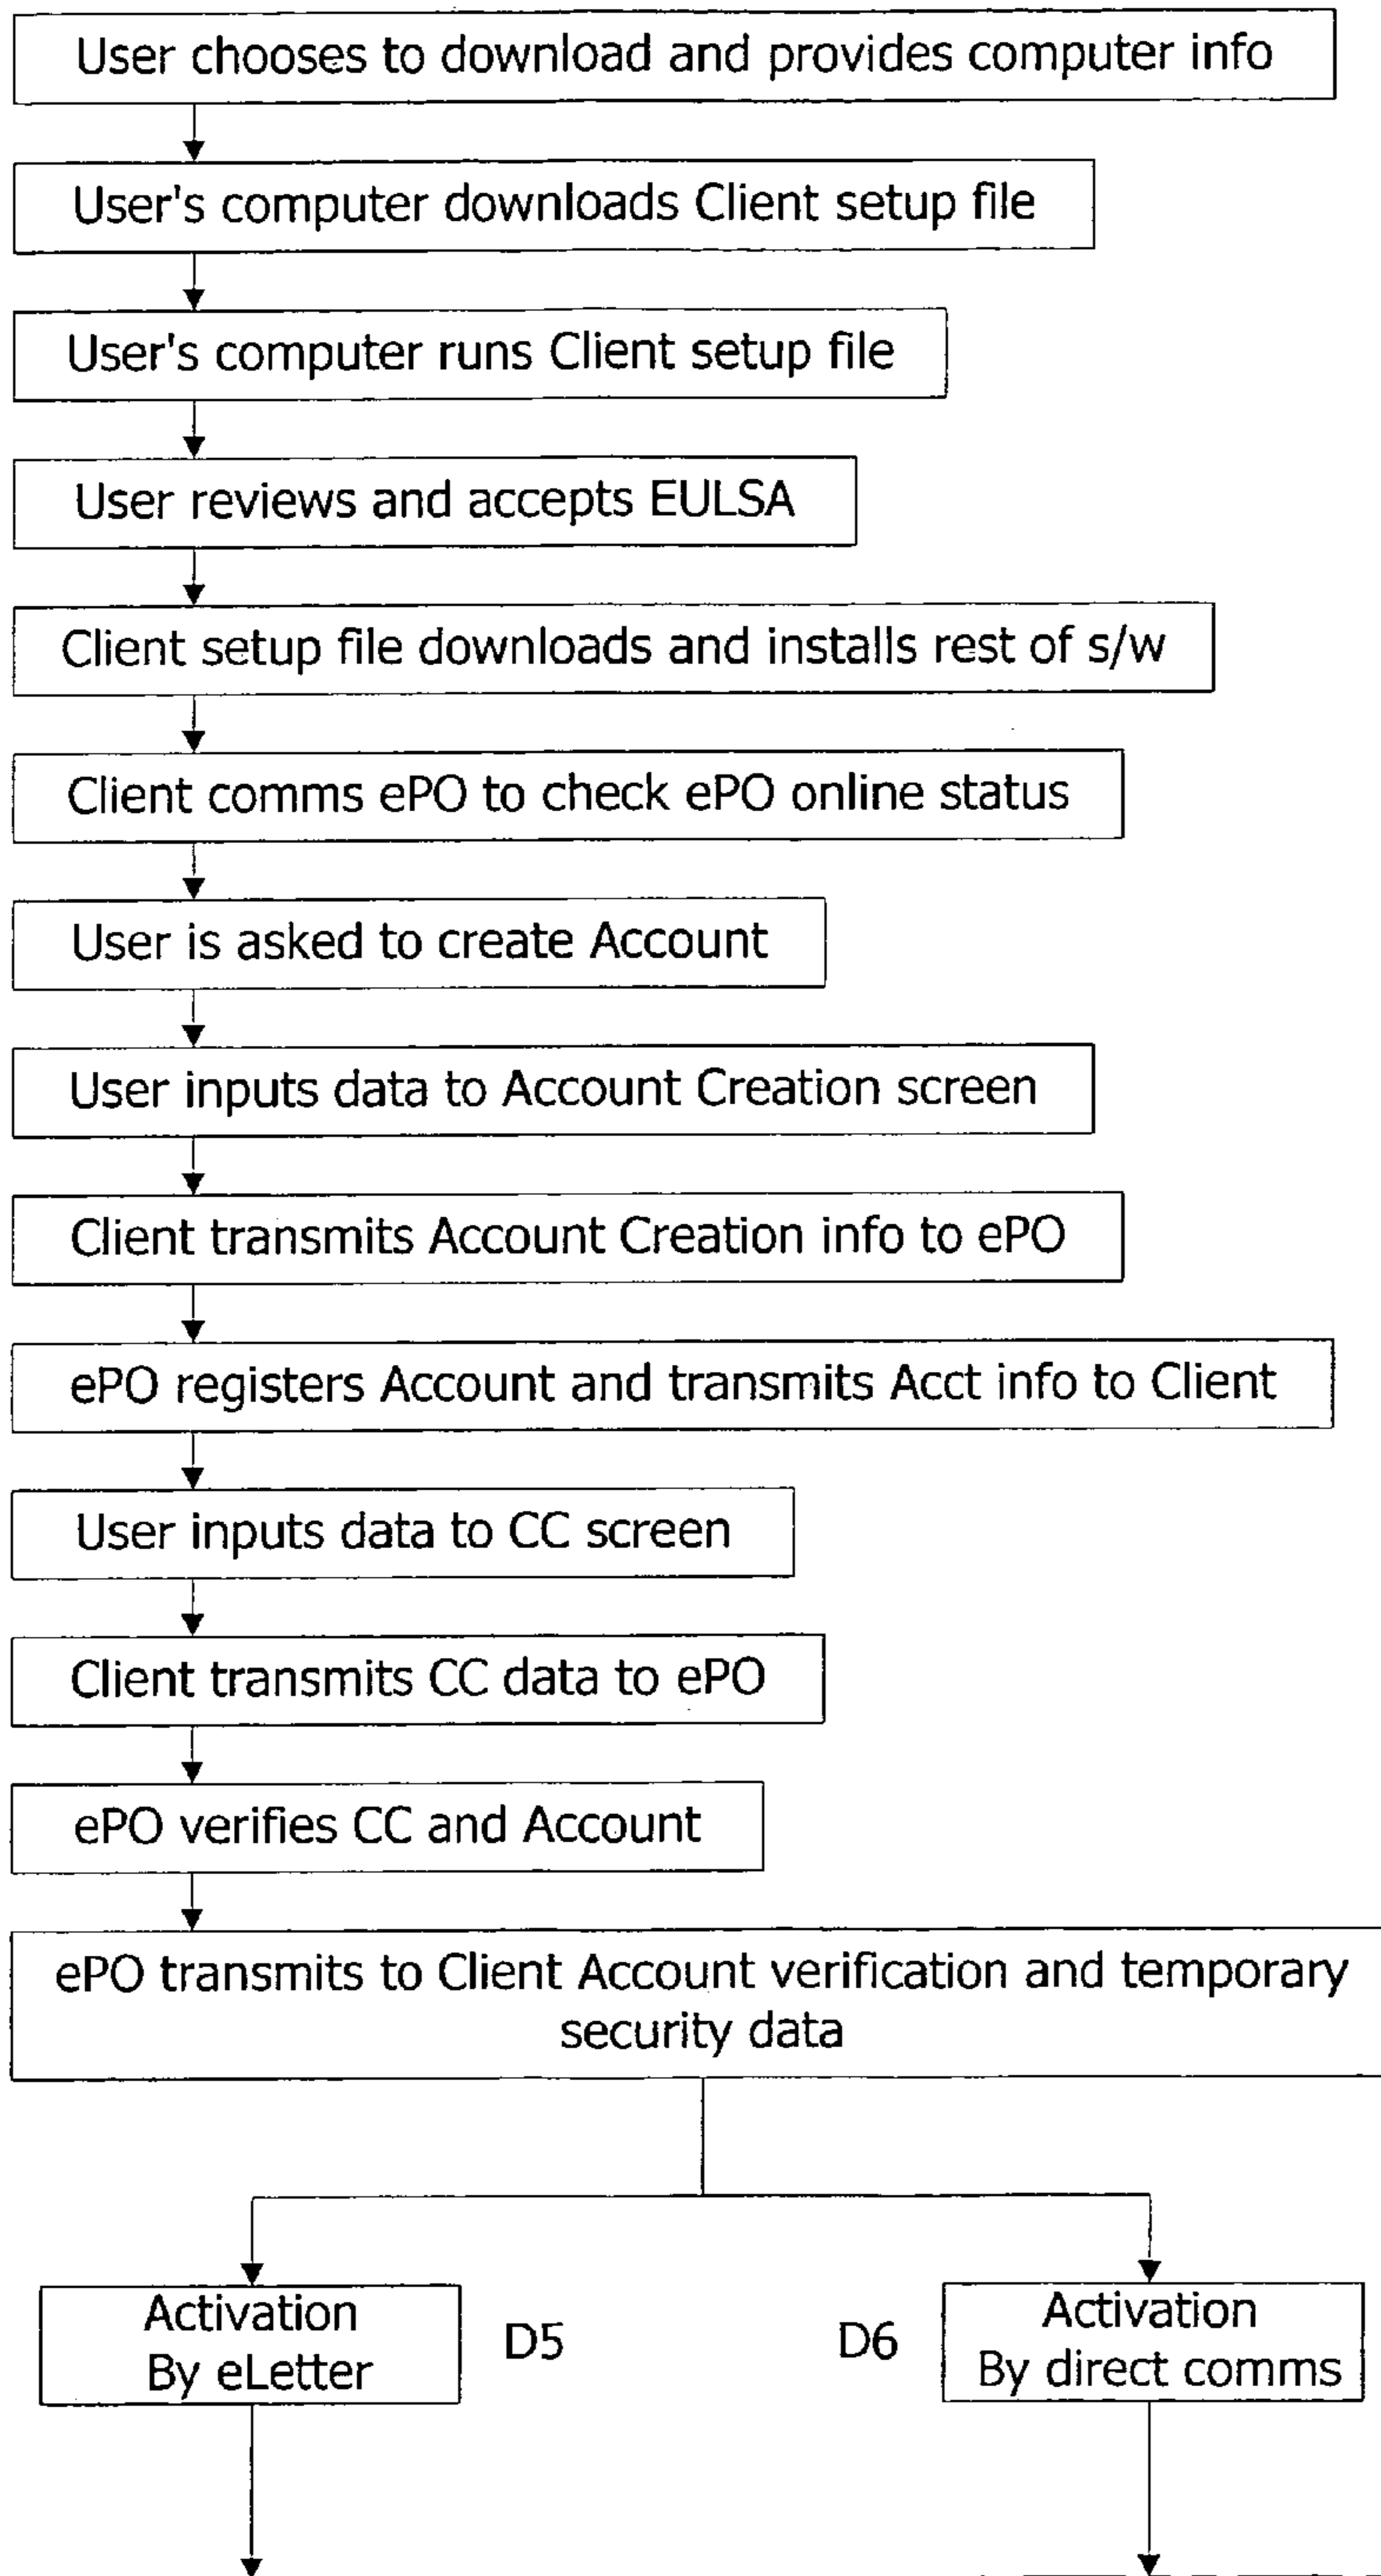 User chooses to download and provides computer info
User's computer downloads Client setup file
User's computer runs Client setup file
User reviews and accepts EULSA
Client setup file downloads and installs rest of s/w
Client comms ePO to check ePO online status
User is asked to create Account
User inputs data to Account Creation screen
Client transmits Account Creation info to ePO
ePO registers Account and transmits Acct info to Client
User inputs data to CC screen
Client transmits CC data to ePO
ePO verifies CC and Account
ePO transmits to Client Account verification and temporary
security data
Activation
By eLetter
D5
D6
Activation
By direct comms